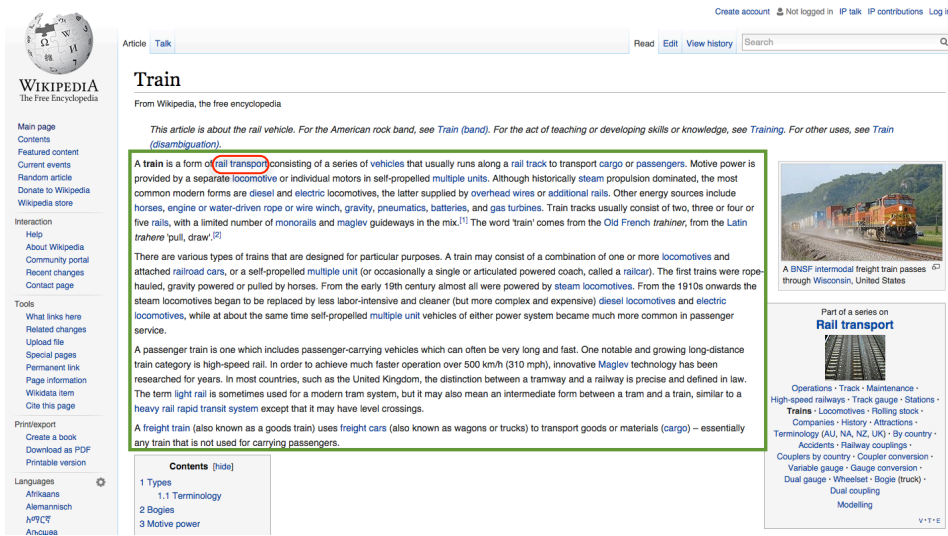 Create account Not logged in IP talk IP contributions Log in
Article Talk Read Edit View history Search
WIKIPEDIA
The Free Encyclopedia
Main page
Contents
Featured content
Current events
Random article
Donate to Wikipedia
Wikipedia store
Interaction
Help
About Wikipedia
Community portal
Recent changes
Contact page
Tools
What links here
Related changes
Upload file
Special pages
Permanent link
Page information
Wikidata item
Cite this page
Print/export
Create a book
Download as PDF
Printable version
Languages
Afrikaans
Alemannisch
አማርኛ
Train
From Wikipedia, the free encyclopedia
This article is about the rail vehicle. For the American rock band, see Train (band). For the act of teaching or developing skills or knowledge, see Training. For other uses, see Train
(disambiguation).
A train is a form of rail transport consisting of a series of vehicles that usually runs along a rail track to transport cargo or passengers. Motive power is
provided by a separate locomotive or individual motors in self-propelled multiple units. Although historically steam propulsion dominated, the most
common modern forms are diesel and electric locomotives, the latter supplied by overhead wires or additional rails. Other energy sources include
horses, engine or water-driven rope or wire winch, gravity, pneumatics, batteries, and gas turbines. Train tracks usually consist of two, three or four or
five rails, with a limited number of monorails and maglev guideways in the mix.[1] The word 'train' comes from the Old French trahiner, from the Latin
trahere 'pull, draw'.[2]
There are various types of trains that are designed for particular purposes. A train may consist of a combination of one or more locomotives and
attached railroad cars, or a self-propelled multiple unit (or occasionally a single or articulated powered coach, called a railcar). The first trains were rope-
hauled, gravity powered or pulled by horses. From the early 19th century almost all were powered by steam locomotives. From the 1910s onwards the
steam locomotives began to be replaced by less labor-intensive and cleaner (but more complex and expensive) diesel locomotives and electric
locomotives, while at about the same time self-propelled multiple unit vehicles of either power system became much more common in passenger
service.
A passenger train is one which includes passenger-carrying vehicles which can often be very long and fast. One notable and growing long-distance
train category is high-speed rail. In order to achieve much faster operation over 500 km/h (310 mph), innovative Maglev technology has been
researched for years. In most countries, such as the United Kingdom, the distinction between a tramway and a railway is precise and defined in law.
The term light rail is sometimes used for a modern tram system, but it may also mean an intermediate form between a tram and a train, similar to a
heavy rail rapid transit system except that it may have level crossings.
A freight train (also known as a goods train) uses freight cars (also known as wagons or trucks) to transport goods or materials (cargo) – essentially
any train that is not used for carrying passengers.
Contents [hide]
1 Types
1.1 Terminology
2 Bogies
3 Motive power
A BNSF intermodal freight train passes
through Wisconsin, United States
Part of a series on
Rail transport
Operations · Track · Maintenance ·
High-speed railways · Track gauge · Stations ·
Trains · Locomotives · Rolling stock ·
Companies · History · Attractions ·
Terminology (AU, NA, NZ, UK) · By country ·
Accidents · Railway couplings ·
Couplers by country · Coupler conversion ·
Variable gauge · Gauge conversion ·
Dual gauge · Wheelset · Bogie (truck) ·
Dual coupling
Modelling
V · T · E